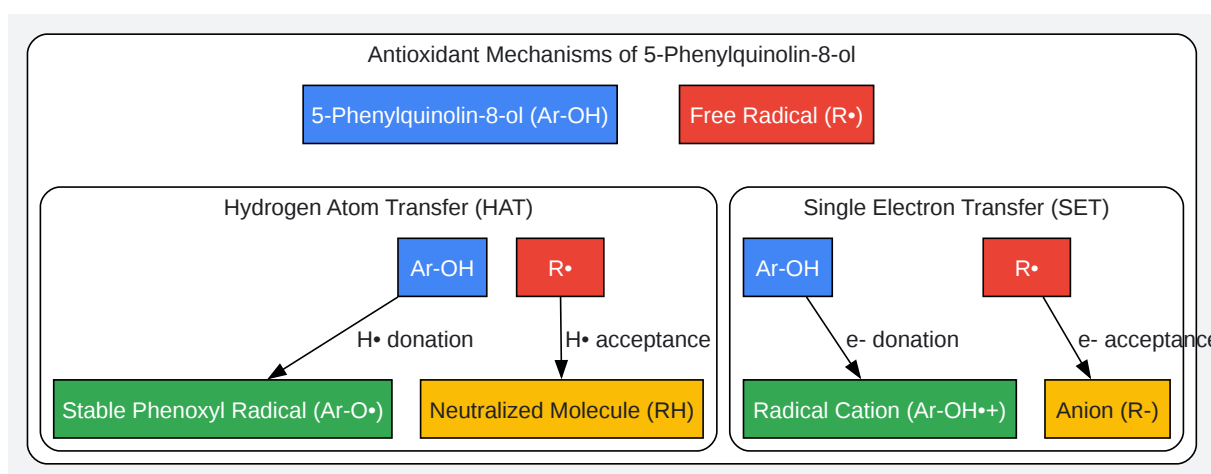 Antioxidant Mechanisms of 5-Phenylquinolin-8-ol
5-Phenylquinolin-8-ol (Ar-OH)
Free Radical (R•)
Hydrogen Atom Transfer (HAT)
Ar-OH
R•
H• donation
H• acceptance
Stable Phenoxyl Radical (Ar-O•)
Neutralized Molecule (RH)
Single Electron Transfer (SET)
Ar-OH
R•
e- donation
e- acceptance
Radical Cation (Ar-OH•+)
Anion (R-)